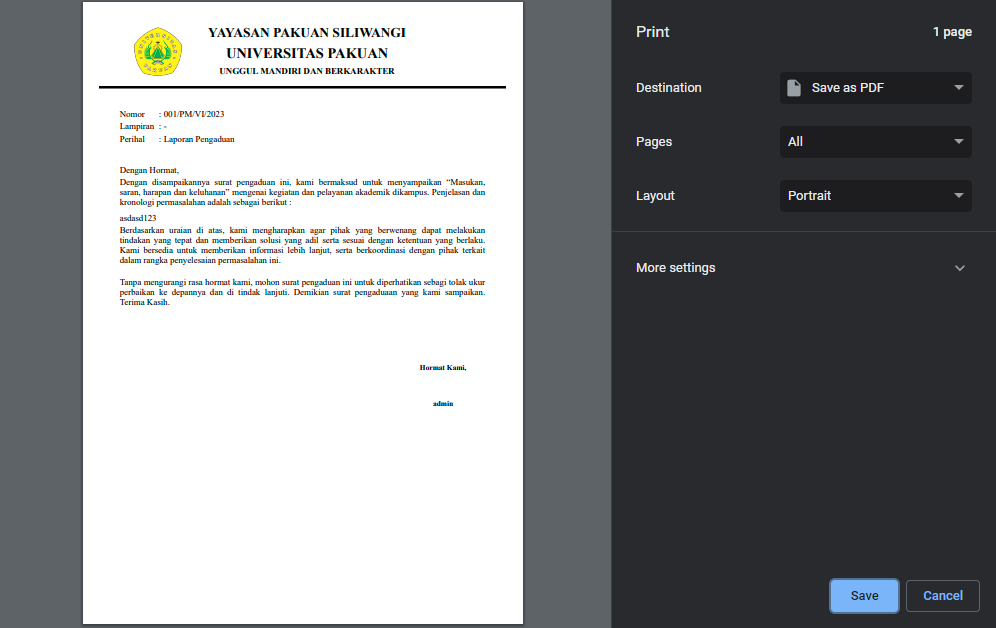 YAYASAN PAKUAN SILIWANGI
UNIVERSITAS PAKUAN
UNGGUL MANDIRI DAN BERKARAKTER
Nomor : 001/PM/VI/2023
Lampiran : -
Perihal : Laporan Pengaduan
Dengan Hormat,
Dengan disampaikannya surat pengaduan ini, kami bermaksud untuk menyampaikan “Masukan,
saran, harapan dan keluhanan” mengenai kegiatan dan pelayanan akademik dikampus. Penjelasan dan
kronologi permasalahan adalah sebagai berikut :
asdasd123
Berdasarkan uraian di atas, kami mengharapkan agar pihak yang berwenang dapat melakukan
tindakan yang tepat dan memberikan solusi yang adil serta sesuai dengan ketentuan yang berlaku.
Kami bersedia untuk memberikan informasi lebih lanjut, serta berkoordinasi dengan pihak terkait
dalam rangka penyelesaian permasalahan ini.
Tanpa mengurangi rasa hormat kami, mohon surat pengaduan ini untuk diperhatikan sebagi tolak ukur
perbaikan ke depannya dan di tindak lanjuti. Demikian surat pengaduaan yang kami sampaikan.
Terima Kasih.
Hormat Kami,
admin
Print
1 page
Destination
Save as PDF
Pages
All
Layout
Portrait
More settings
Save
Cancel